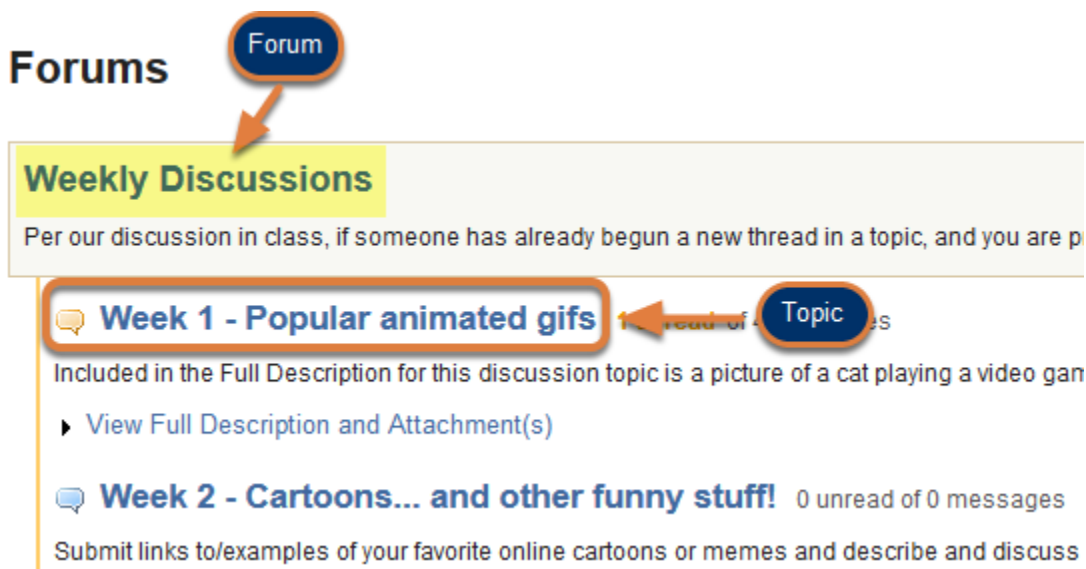 Forum
Forums
Weekly Discussions
Per our discussion in class, if someone has already begun a new thread in a topic, and you are
Week 1 - Popular animated gifs of
Topic
Included in the Full Description for this discussion topic is a picture of a cat playing a video
View Full Description and Attachment(s)
Week 2 - Cartoons... and other funny stuff! 0 unread of 0 messages
Submit links to/examples of your favorite online cartoons or memes and describe and discuss